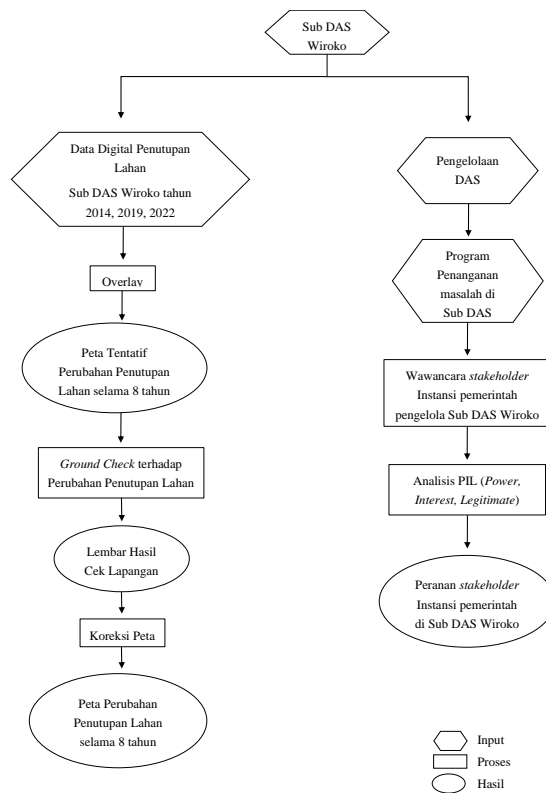 Sub DAS
Wiroko
Data Digital Penutupan
Lahan
Sub DAS Wiroko tahun
2014, 2019, 2022
Overlay
Peta Tentatif
Perubahan Penutupan
Lahan selama 8 tahun
Ground Check terhadap
Perubahan Penutupan Lahan
Lembar Hasil
Cek Lapangan
Koreksi Peta
Peta Perubahan
Penutupan Lahan
selama 8 tahun
Pengelolaan
DAS
Program
Penanganan
masalah di
Sub DAS
Wawancara stakeholder
Instansi pemerintah
pengelola Sub DAS Wiroko
Analisis PIL (Power,
Interest, Legitimate)
Peranan stakeholder
Instansi pemerintah
di Sub DAS Wiroko
Input
Proses
Hasil